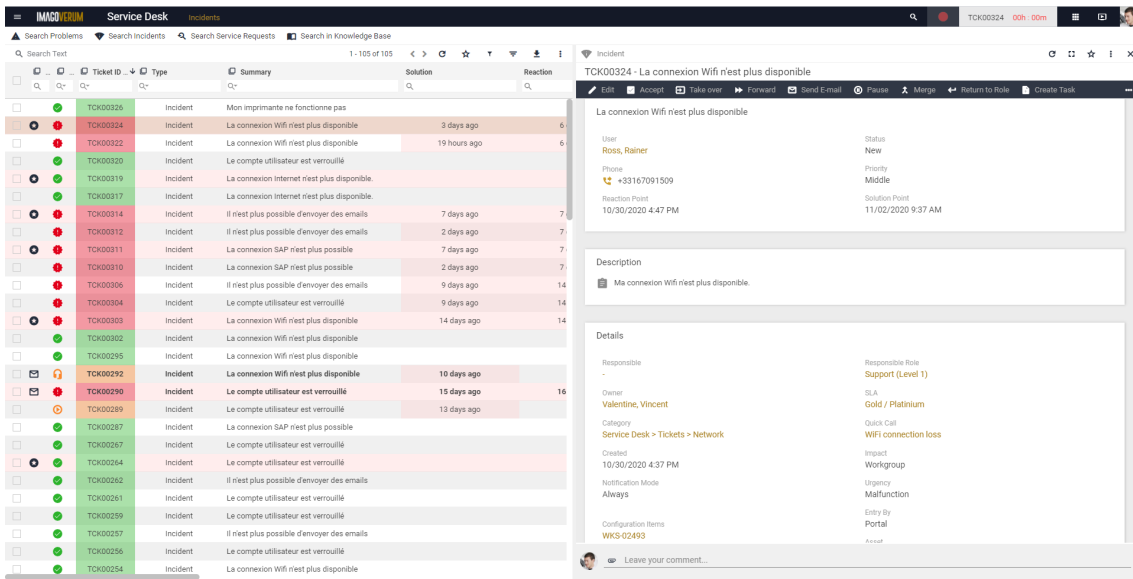 IMAGOVERUM Service Desk Incidents TCK00324 00h 00m
Search Problems Search Incidents Search Service Requests Search in Knowledge Base
Search Text 1 - 105 of 105
Ticket ID ... Type Summary Solution Reaction
TCK00326 Incident Mon imprimante ne fonctionne pas
TCK00324 Incident La connexion Wifi n'est plus disponible 3 days ago 6
TCK00322 Incident La connexion Wifi n'est plus disponible 19 hours ago 6
TCK00320 Incident Le compte utilisateur est verrouillé
TCK00319 Incident La connexion Internet n'est plus disponible.
TCK00317 Incident La connexion Internet n'est plus disponible.
TCK00314 Incident Il n'est plus possible d'envoyer des emails 7 days ago 7
TCK00312 Incident Il n'est plus possible d'envoyer des emails 2 days ago 7
TCK00311 Incident La connexion SAP n'est plus possible 7 days ago 7
TCK00310 Incident La connexion SAP n'est plus possible 2 days ago 7
TCK00306 Incident Il n'est plus possible d'envoyer des emails 9 days ago 14
TCK00304 Incident Le compte utilisateur est verrouillé 9 days ago 14
TCK00303 Incident La connexion Wifi n'est plus disponible 14 days ago 14
TCK00302 Incident La connexion Wifi n'est plus disponible
TCK00295 Incident La connexion Wifi n'est plus disponible
TCK00292 Incident La connexion Wifi n'est plus disponible 10 days ago
TCK00290 Incident Le compte utilisateur est verrouillé 15 days ago 16
TCK00289 Incident Le compte utilisateur est verrouillé 13 days ago
TCK00287 Incident La connexion SAP n'est plus possible
TCK00267 Incident Le compte utilisateur est verrouillé
TCK00264 Incident Le compte utilisateur est verrouillé
TCK00262 Incident Il n'est plus possible d'envoyer des emails
TCK00261 Incident Le compte utilisateur est verrouillé
TCK00259 Incident Le compte utilisateur est verrouillé
TCK00257 Incident Il n'est plus possible d'envoyer des emails
TCK00256 Incident Le compte utilisateur est verrouillé
TCK00254 Incident La connexion Wifi n'est plus disponible
Incident
TCK00324 - La connexion Wifi n'est plus disponible
Edit Accept Take over Forward Send E-mail Pause Merge Return to Role Create Task
La connexion Wifi n'est plus disponible
User Status
Ross, Rainer New
Phone Priority
+33167091509 Middle
Reaction Point Solution Point
10/30/2020 4:47 PM 11/02/2020 9:37 AM
Description
Ma connexion Wifi n'est plus disponible.
Details
Responsible Responsible Role
- Support (Level 1)
Owner SLA
Valentine, Vincent Gold / Platinium
Category Quick Call
Service Desk > Tickets > Network WiFi connection loss
Created Impact
10/30/2020 4:37 PM Workgroup
Notification Mode Urgency
Always Malfunction
Entry By
Configuration Items Portal
WKS-02493 Asset
Leave your comment...